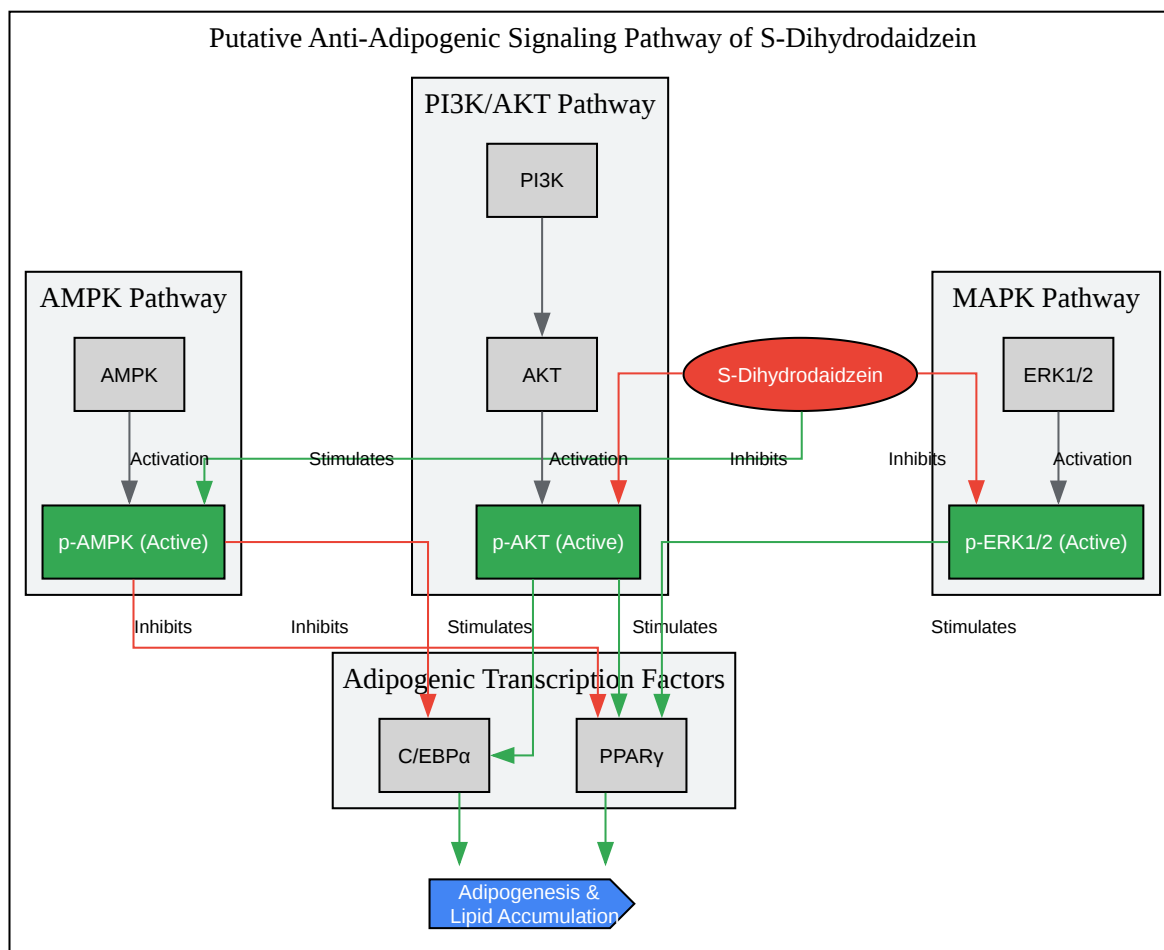 Putative Anti-Adipogenic Signaling Pathway of S-Dihydrodaidzein
PI3K/AKT Pathway
PI3K
AMPK Pathway
MAPK Pathway
AMPK
AKT
S-Dihydrodaidzein
ERK1/2
Activation
Stimulates
Activation
Inhibits
Inhibits
Activation
p-AMPK (Active)
p-AKT (Active)
p-ERK1/2 (Active)
Inhibits
Inhibits
Stimulates
Stimulates
Stimulates
Adipogenic Transcription Factors
C/EBPα
PPARγ
Adipogenesis &
Lipid Accumulation